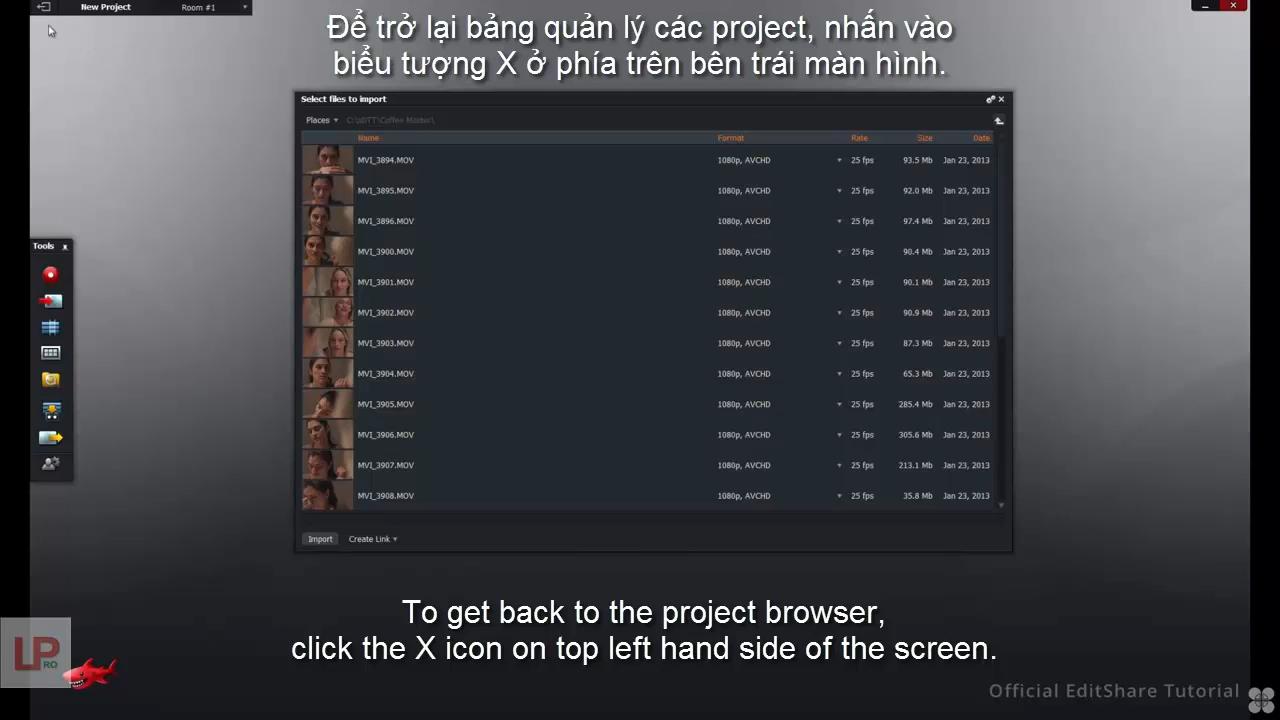 New Project Room #1
Để trở lại bảng quản lý các project, nhấn vào
biểu tượng X ở phía trên bên trái màn hình.
Select files to import
Places C:\aDTT\Coffee Master\
Name Format Rate Size Date
MVI_3894.MOV 1080p, AVCHD 25 fps 93.5 Mb Jan 23, 2013
MVI_3895.MOV 1080p, AVCHD 25 fps 92.0 Mb Jan 23, 2013
MVI_3896.MOV 1080p, AVCHD 25 fps 97.4 Mb Jan 23, 2013
MVI_3900.MOV 1080p, AVCHD 25 fps 90.4 Mb Jan 23, 2013
MVI_3901.MOV 1080p, AVCHD 25 fps 90.1 Mb Jan 23, 2013
MVI_3902.MOV 1080p, AVCHD 25 fps 90.9 Mb Jan 23, 2013
MVI_3903.MOV 1080p, AVCHD 25 fps 87.3 Mb Jan 23, 2013
MVI_3904.MOV 1080p, AVCHD 25 fps 65.3 Mb Jan 23, 2013
MVI_3905.MOV 1080p, AVCHD 25 fps 285.4 Mb Jan 23, 2013
MVI_3906.MOV 1080p, AVCHD 25 fps 305.6 Mb Jan 23, 2013
MVI_3907.MOV 1080p, AVCHD 25 fps 213.1 Mb Jan 23, 2013
MVI_3908.MOV 1080p, AVCHD 25 fps 35.8 Mb Jan 23, 2013
Tools
Import Create Link
To get back to the project browser,
click the X icon on top left hand side of the screen.
LP
RO
Official EditShare Tutorial